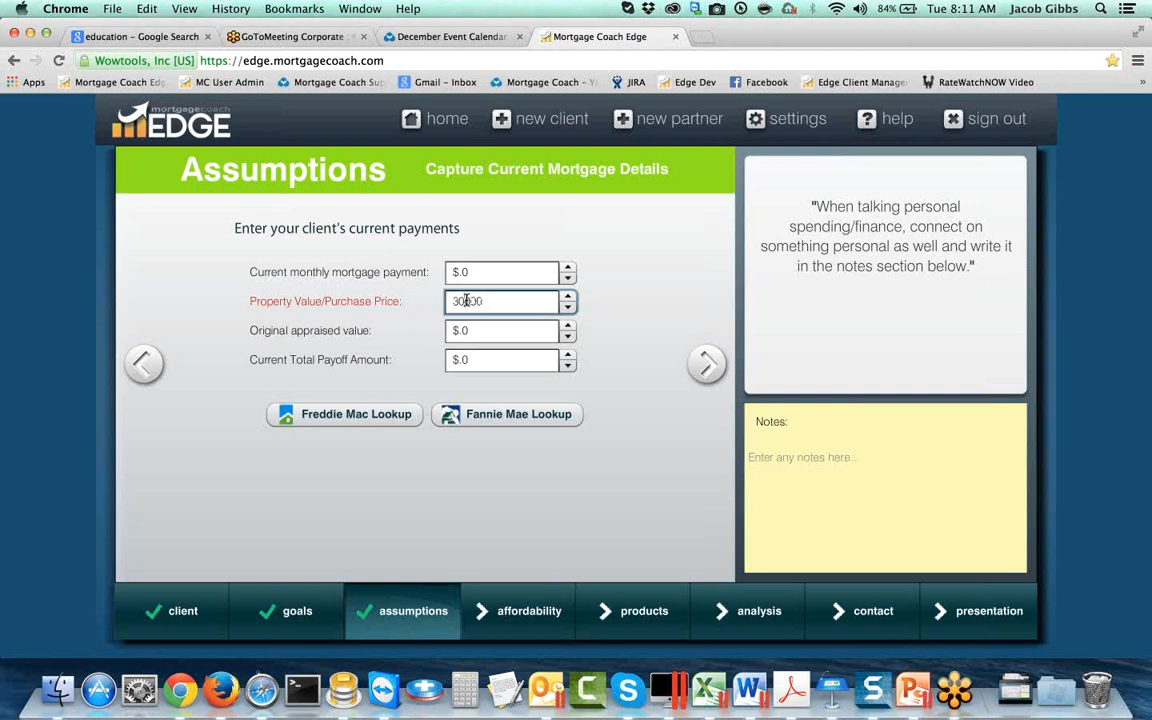 Chrome File Edit View History Bookmarks Window Help 84% Tue 8:11 AM Jacob Gibbs
education – Google Search GoToMeeting Corporate : December Event Calendar Mortgage Coach Edge
Wowtools, Inc [US] https://edge.mortgagecoach.com
Apps Mortgage Coach Edg MC User Admin Mortgage Coach Sup Gmail – Inbox Mortgage Coach – Yo JIRA Edge Dev Facebook Edge Client Manage RateWatchNOW Video »
mortgagecoach
EDGE
home new client new partner settings help sign out
Assumptions Capture Current Mortgage Details
Enter your client's current payments
Current monthly mortgage payment: $.0
Property Value/Purchase Price:
Original appraised value: $.0
Current Total Payoff Amount: $.0
Freddie Mac Lookup Fannie Mae Lookup
"When talking personal
spending/finance, connect on
something personal as well and write it
in the notes section below."
Notes:
Enter any notes here..
client goals assumptions affordability products analysis contact presentation